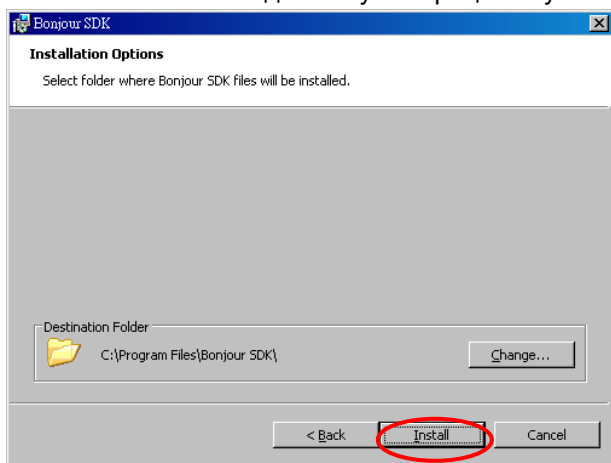 Bonjour SDK
Installation Options
Select folder where Bonjour SDK files will be installed.
Destination Folder
C:\Program Files\Bonjour SDK\
Change...
< Back
Install
Cancel